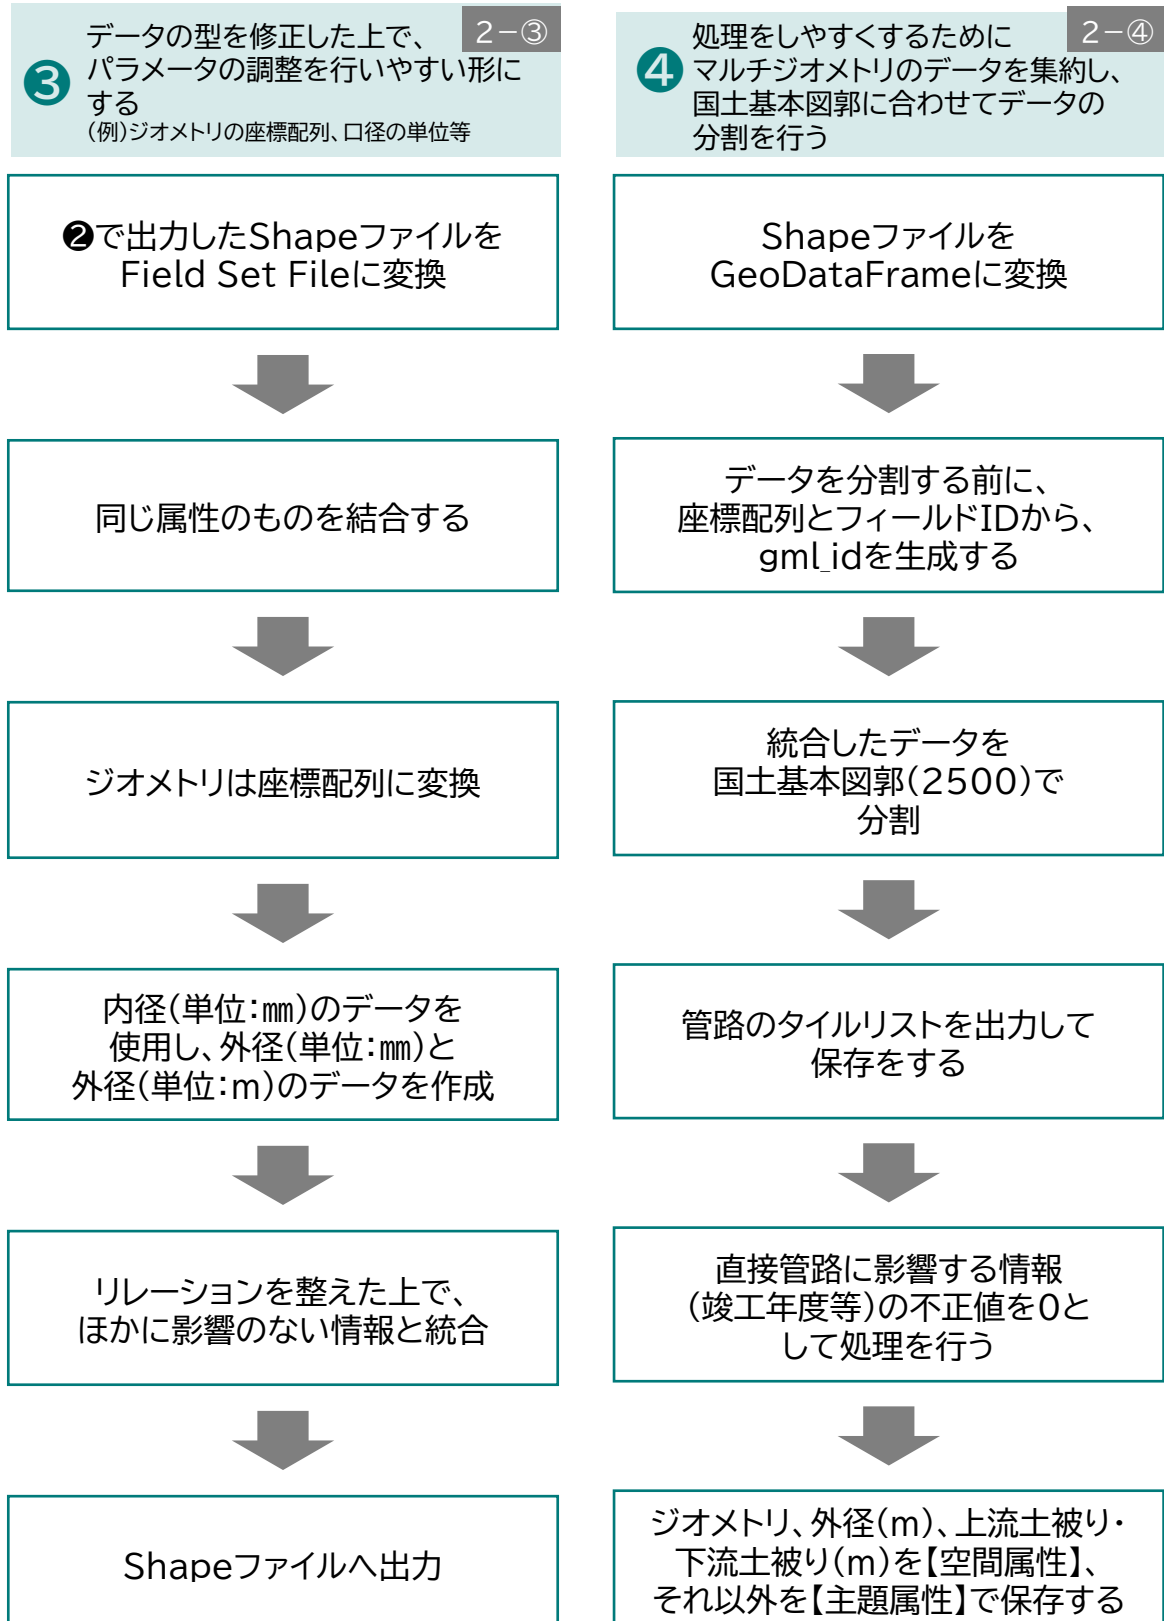 2－③
❸
データの型を修正した上で、
パラメータの調整を行いやすい形に
する
（例）ジオメトリの座標配列、口径の単位等
❷で出力したShapeファイルを
Field Set Fileに変換
同じ属性のものを結合する
ジオメトリは座標配列に変換
内径（単位：㎜）のデータを
使用し、外径（単位：㎜）と
外径（単位：m）のデータを作成
リレーションを整えた上で、
ほかに影響のない情報と統合
Shapeファイルへ出力
2－④
❹
処理をしやすくするために
マルチジオメトリのデータを集約し、
国土基本図郭に合わせてデータの
分割を行う
Shapeファイルを
GeoDataFrameに変換
データを分割する前に、
座標配列とフィールドIDから、
gml_idを生成する
統合したデータを
国土基本図郭（2500）で
分割
管路のタイルリストを出力して
保存をする
直接管路に影響する情報
（竣工年度等）の不正値を0と
して処理を行う
ジオメトリ、外径（m）、上流土被り・
下流土被り（m）を【空間属性】、
それ以外を【主題属性】で保存する